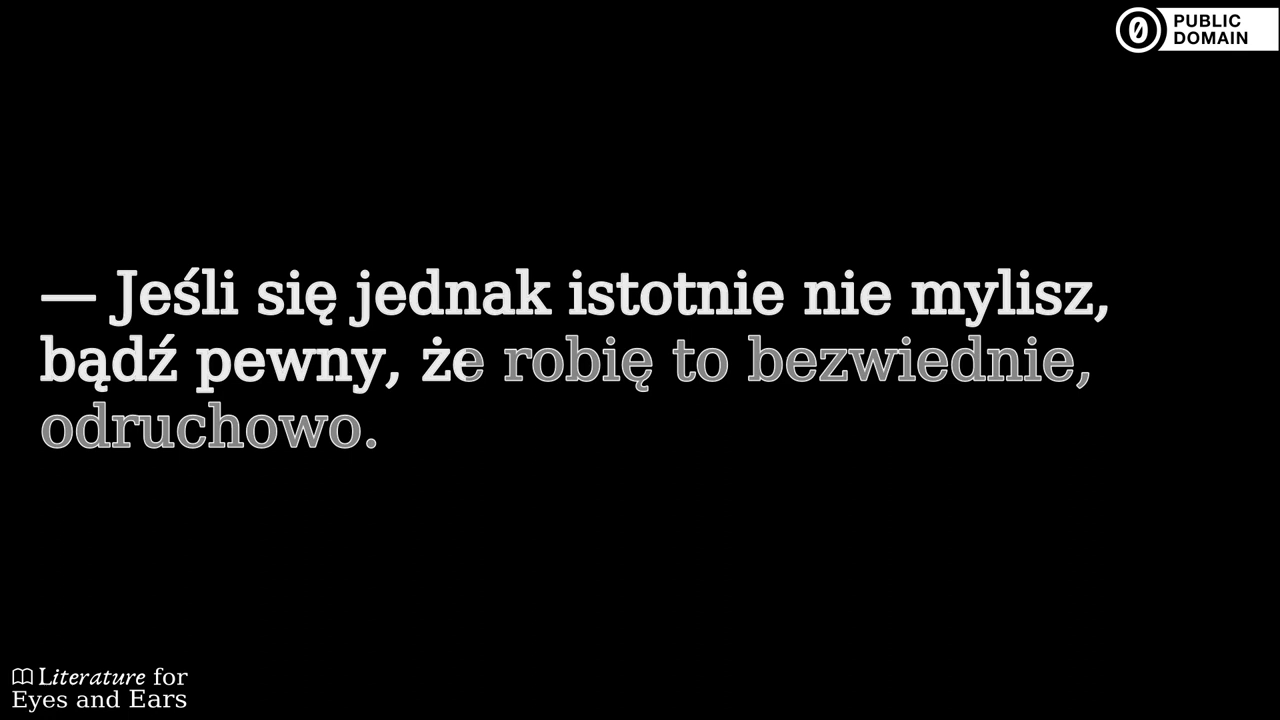 PUBLIC
DOMAIN
— Jeśli się jednak istotnie nie mylisz,
bądź pewny, że robię to bezwiednie,
odruchowo.
Literature for
Eyes and Ears